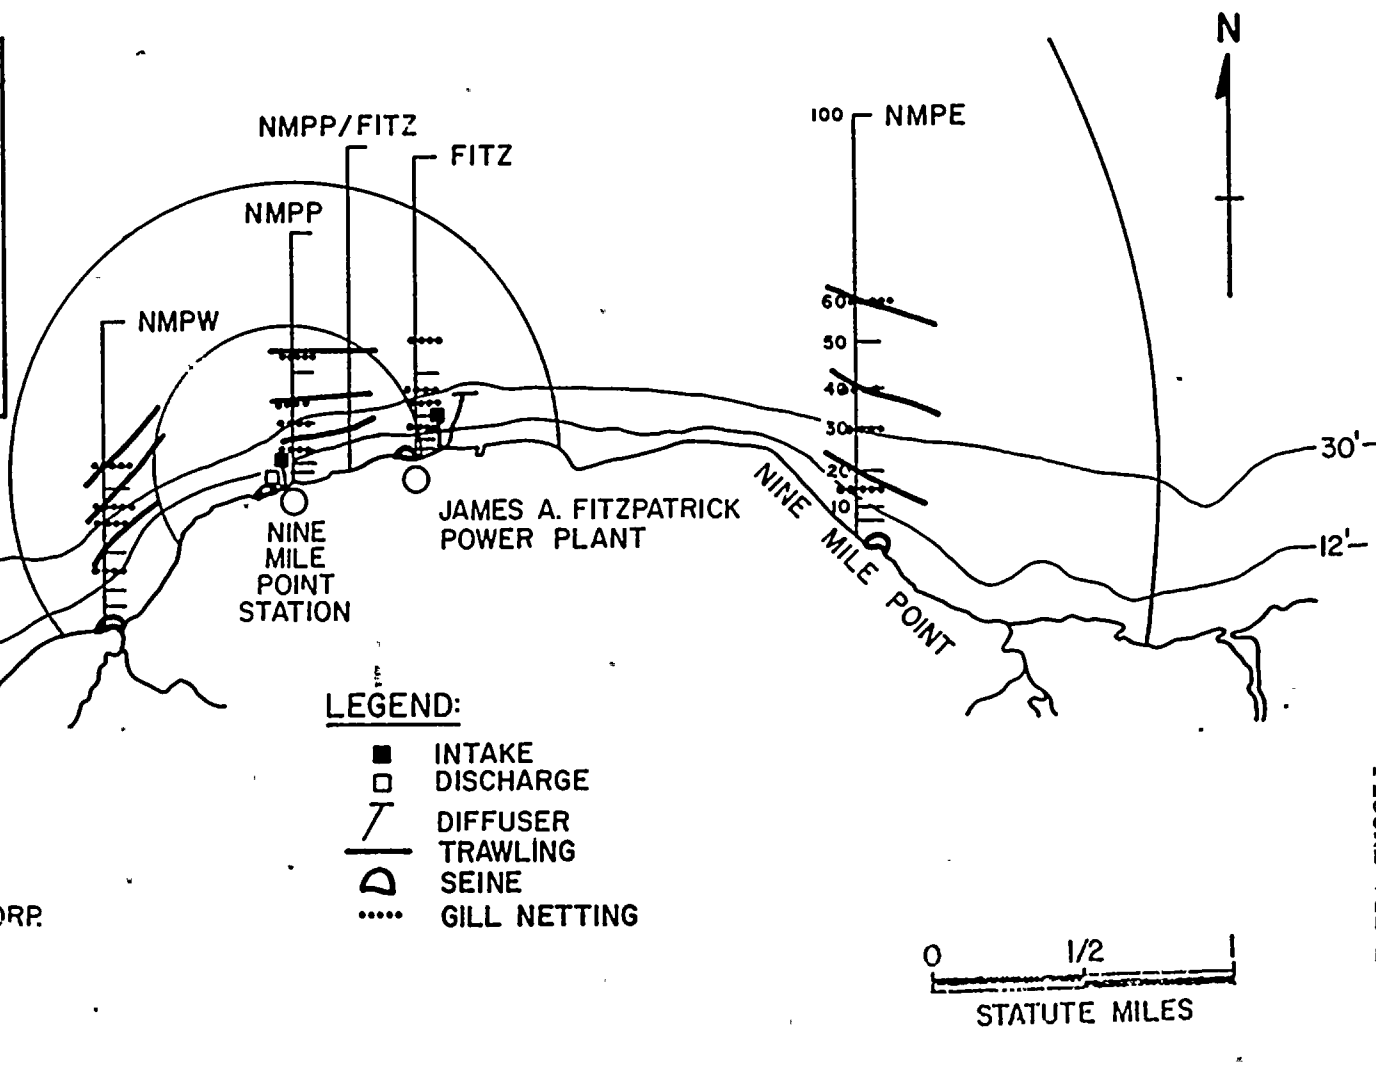 N
100 NMPE
NMPP/FITZ
FITZ
NMPP
NMPW
60
50
40
30
20
10
30'
12'
NINE MILE POINT
JAMES A. FITZPATRICK
POWER PLANT
NINE
MILE
POINT
STATION
LEGEND:
INTAKE
DISCHARGE
DIFFUSER
TRAWLING
SEINE
GILL NETTING
ORP.
0 1/2 1
STATUTE MILES